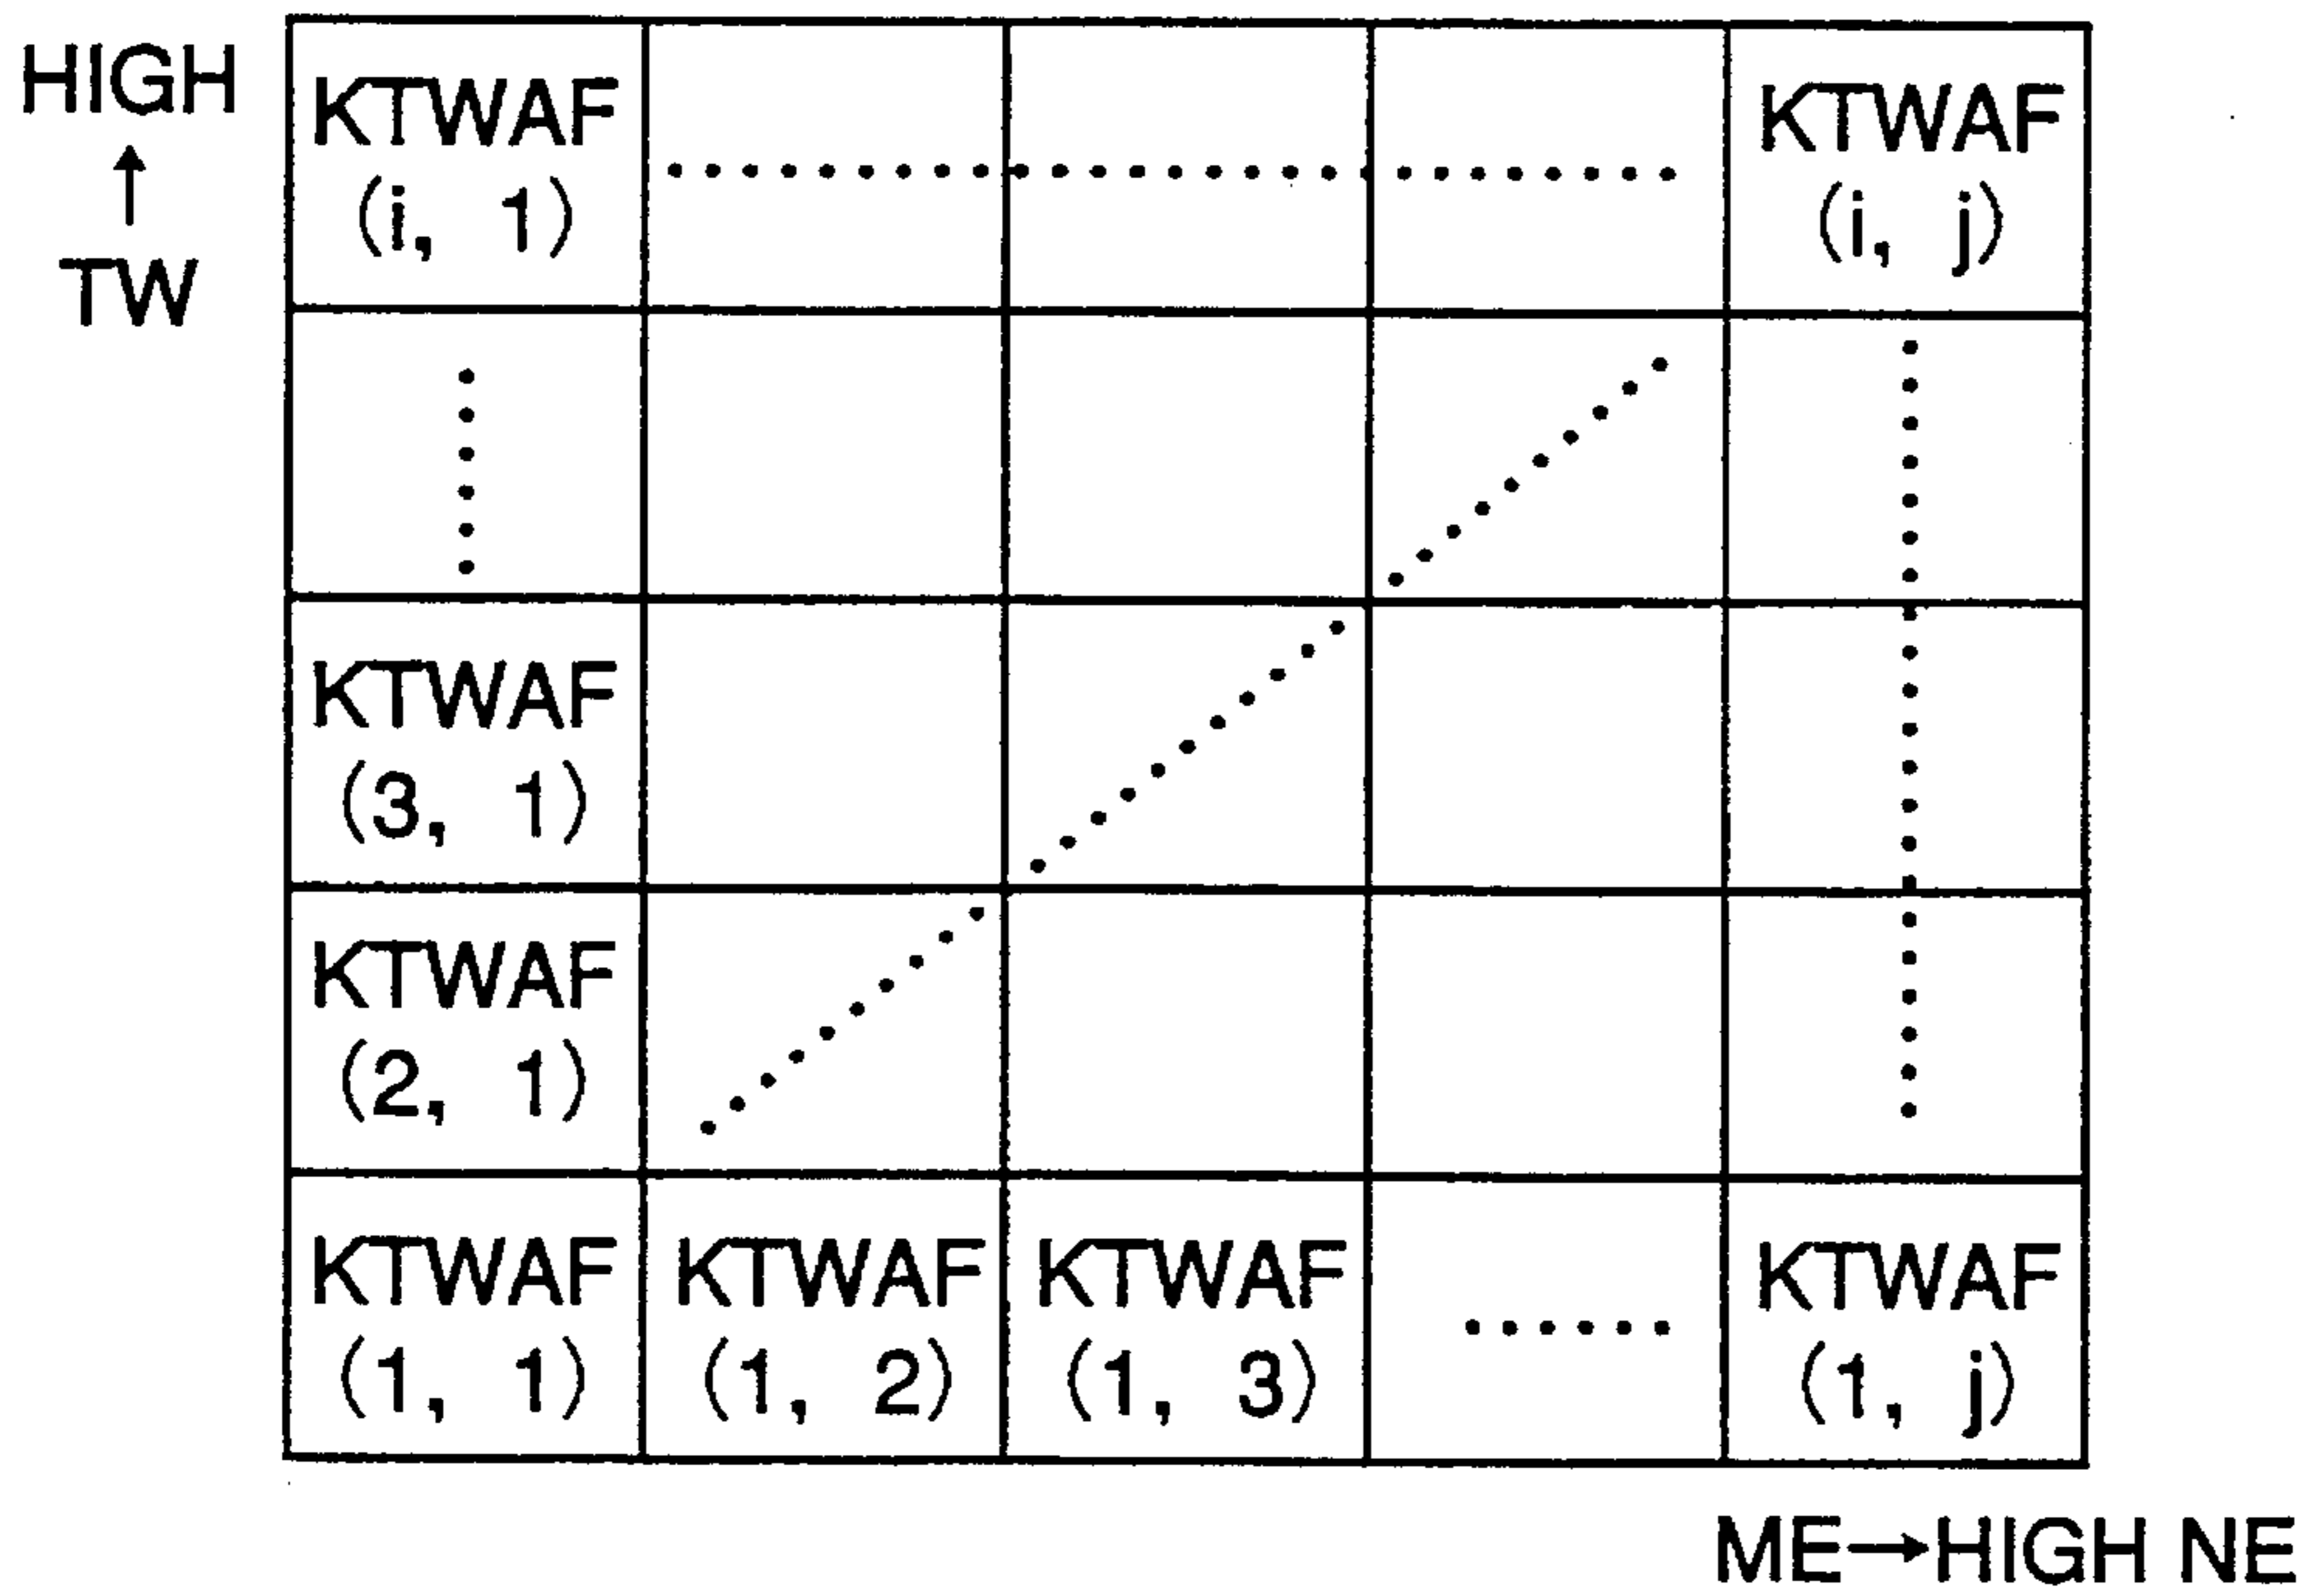 HIGH
↑
TW
KTWAF KTWAF
(i, 1) (i, j)
KTWAF
(3, 1)
KTWAF
(2, 1)
KTWAF KTWAF KTWAF KTWAF
(1, 1) (1, 2) (1, 3) ...... (1, j)
ME→HIGH NE